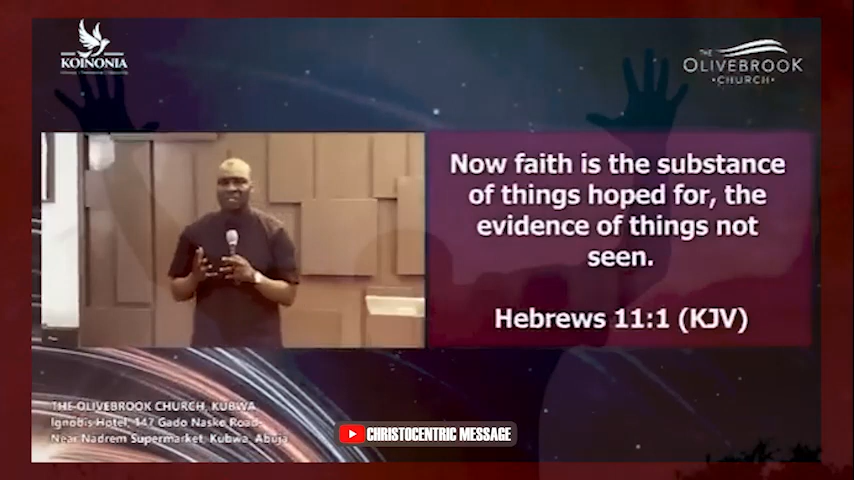 KOINONIA
THE
OLIVEBROOK
•CHURCH•
Now faith is the substance
of things hoped for, the
evidence of things not
seen.
Hebrews 11:1 (KJV)
THE OLIVEBROOK CHURCH, KUBWA
Ignobis Hotel, 147 Gado Nasko Road,
Near Nadrem Supermarket, Kubwa, Abuja
CHRISTOCENTRIC MESSAGE